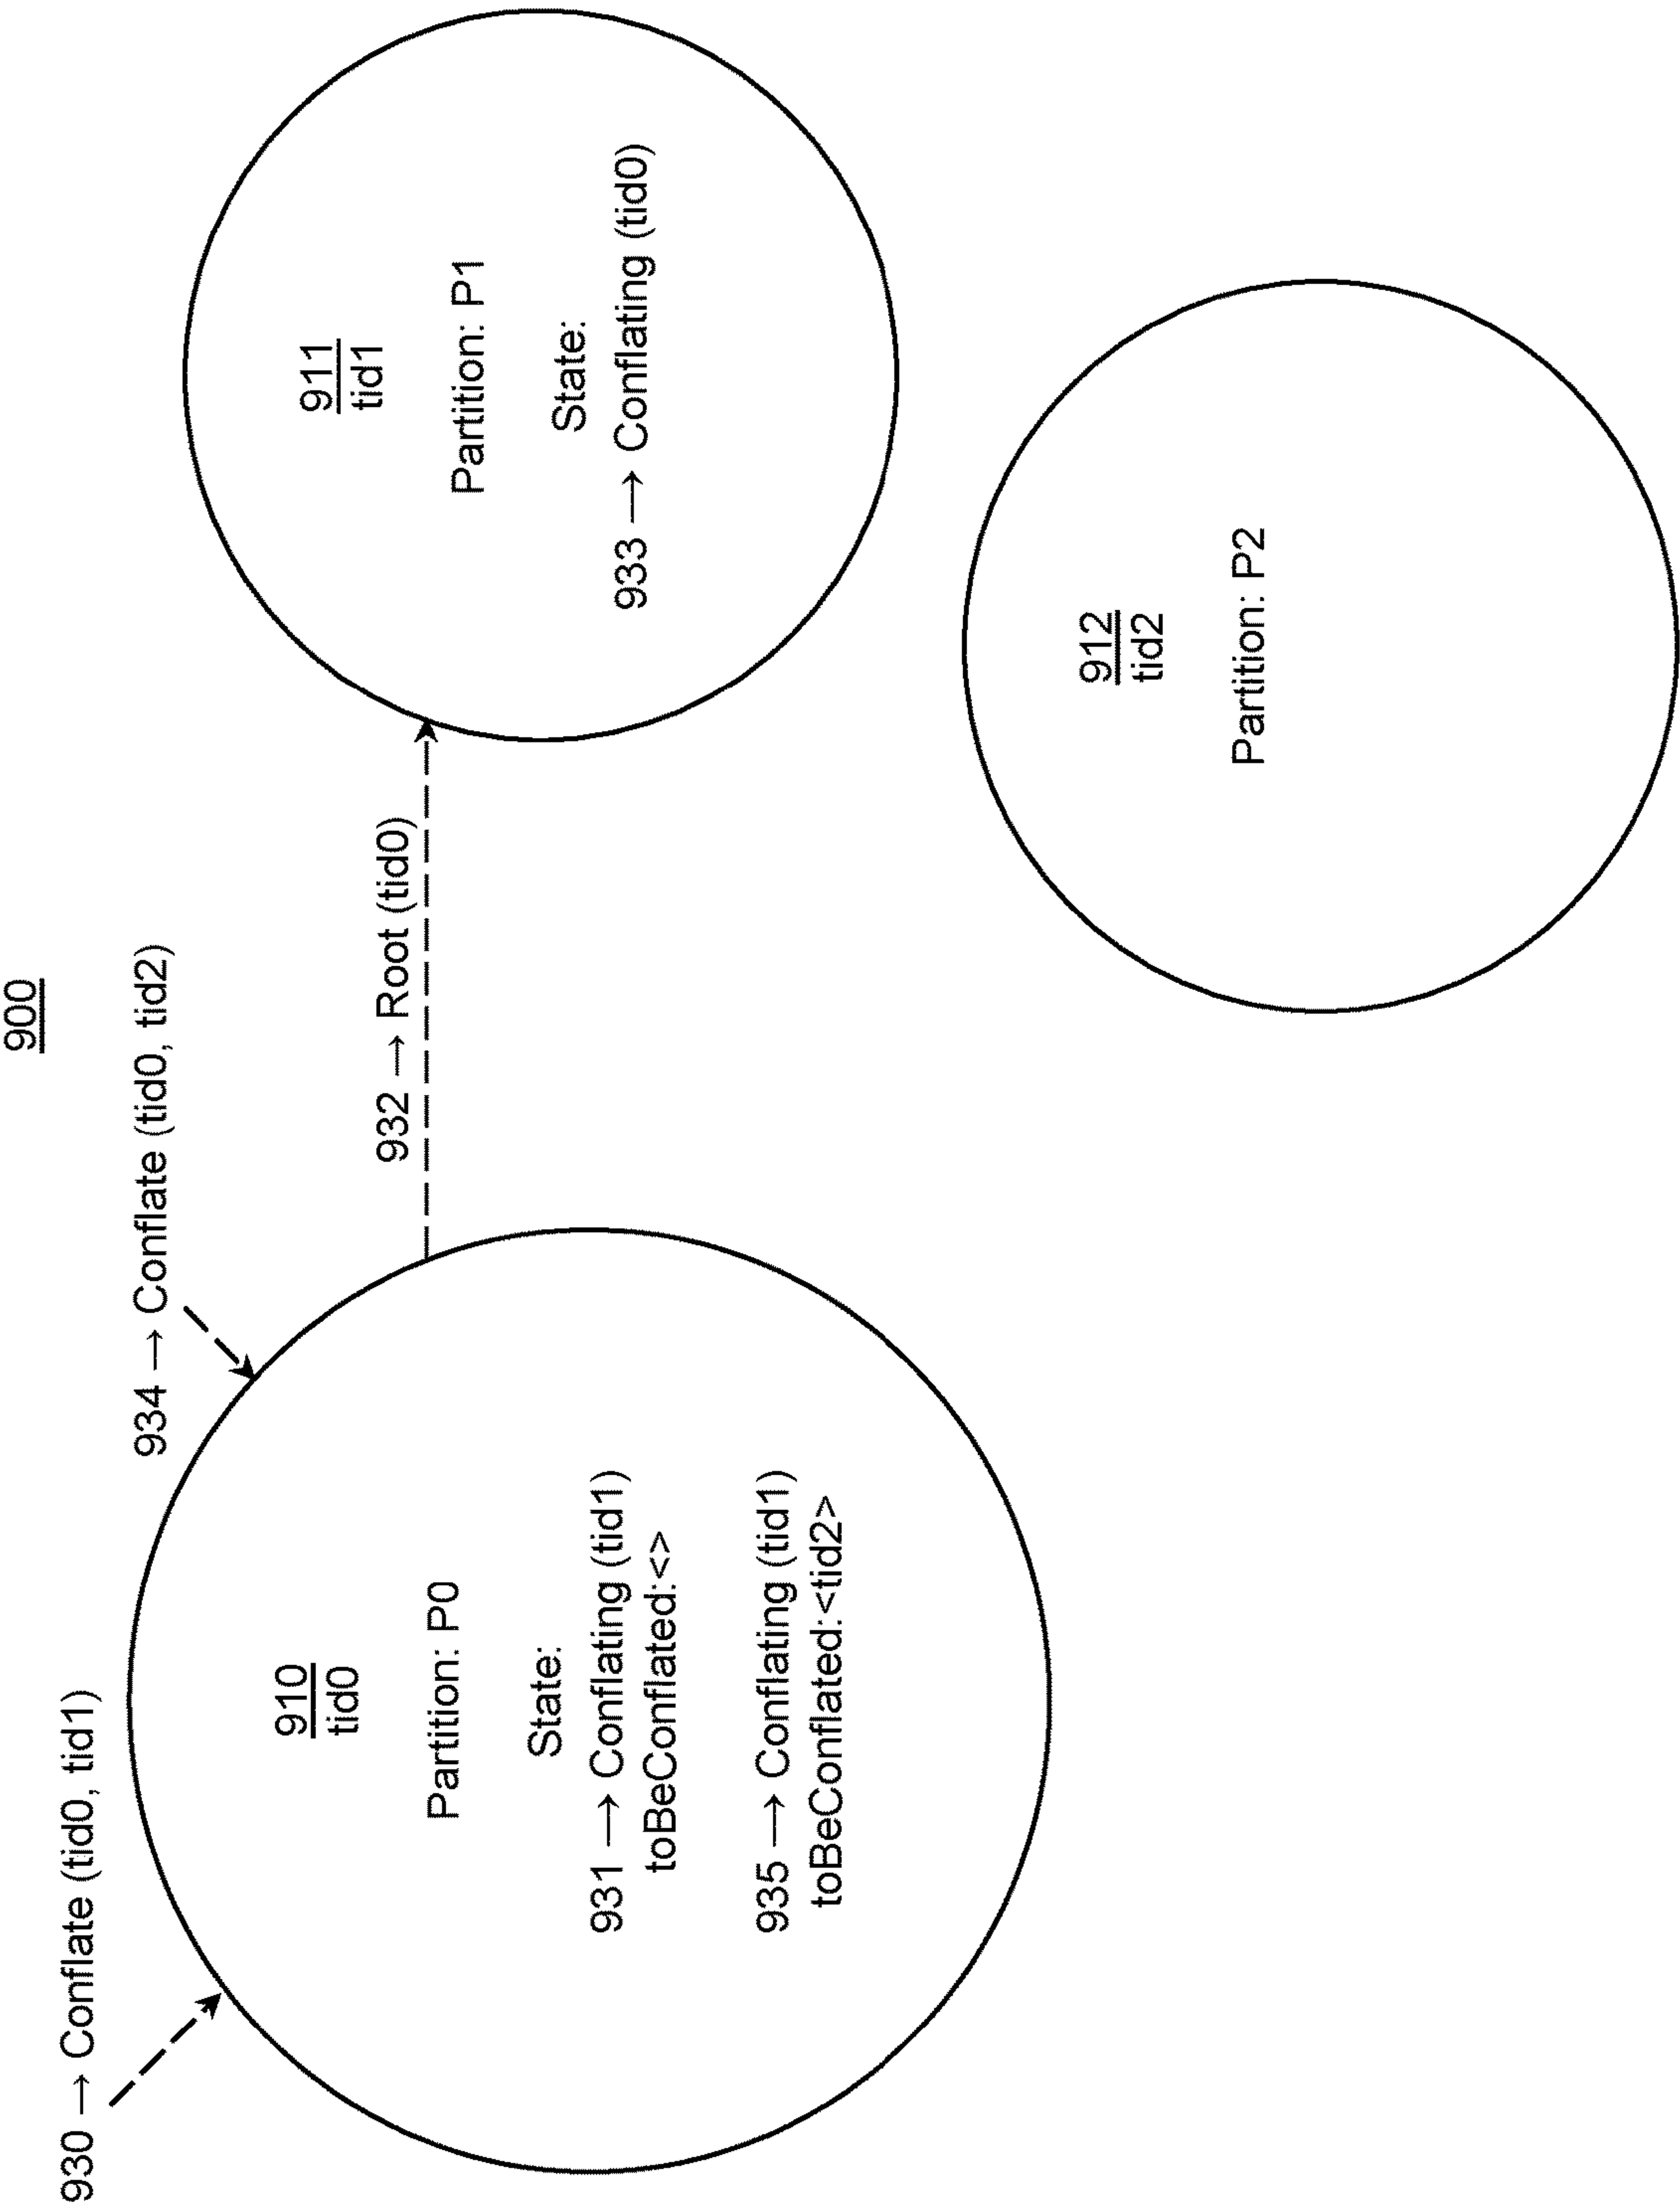 900
930 → Conflate (tid0, tid1)
934 → Conflate (tid0, tid2)
910
tid0
Partition: P0
State:
931 → Conflating (tid1)
toBeConflated:<>
935 → Conflating (tid1)
toBeConflated:<tid2>
932 → Root (tid0)
911
tid1
Partition: P1
State:
933 → Conflating (tid0)
912
tid2
Partition: P2